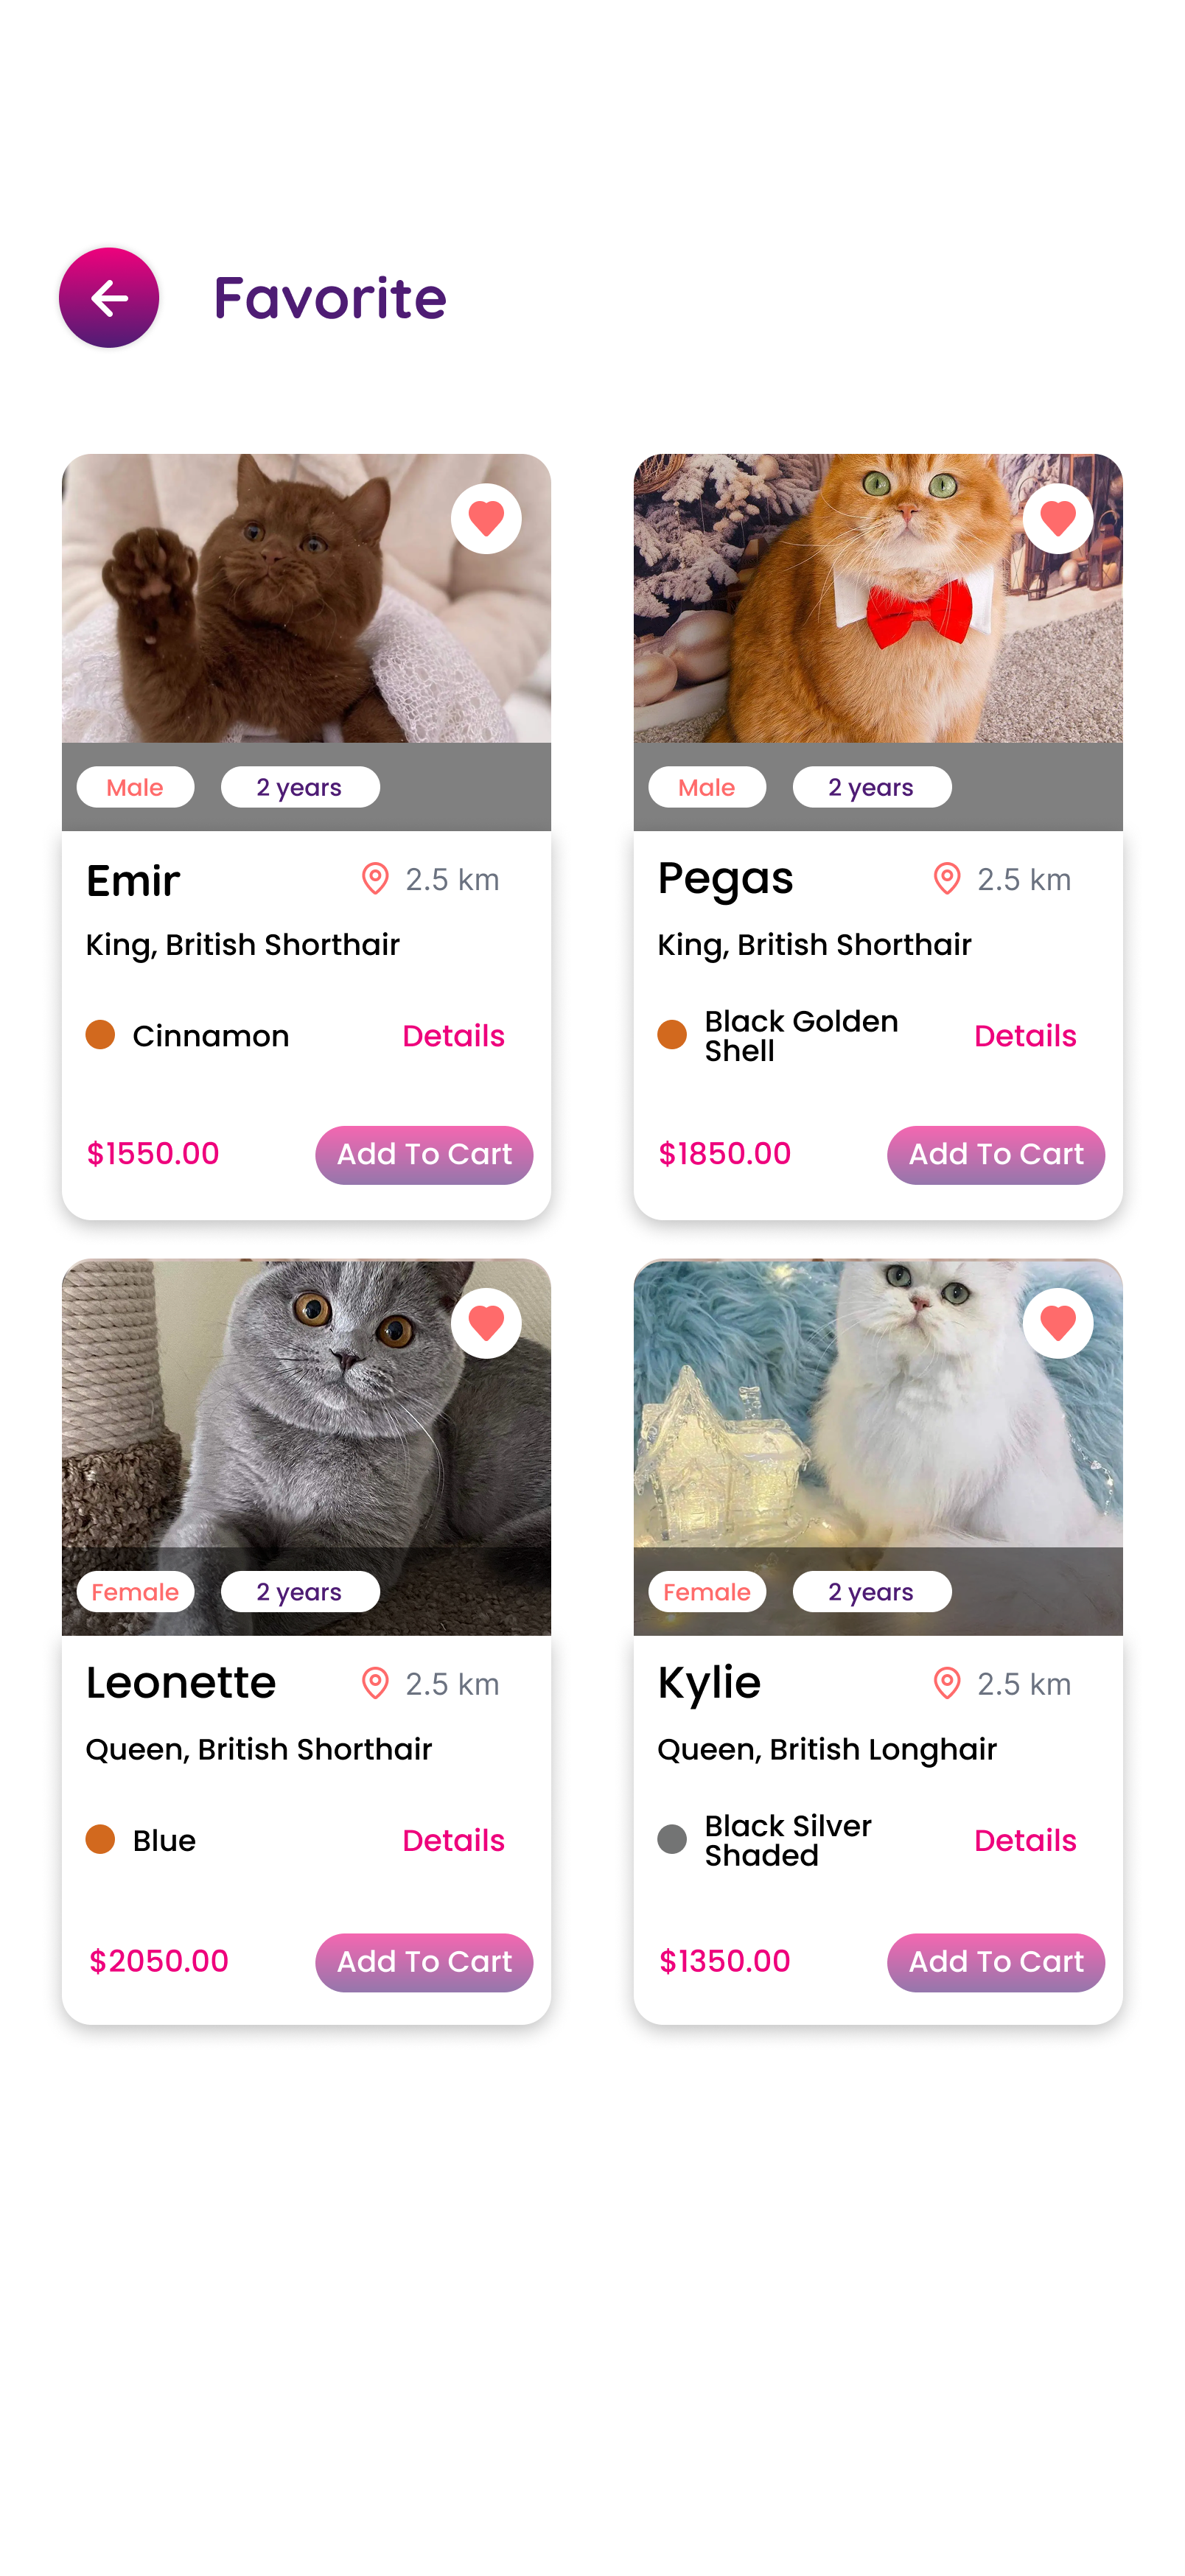 Favorite
Male
2 years
Emir
2.5 km
King, British Shorthair
Cinnamon
Details
$1550.00
Add To Cart
Male
2 years
Pegas
2.5 km
King, British Shorthair
Black Golden
Shell
Details
$1850.00
Add To Cart
Female
2 years
Leonette
2.5 km
Queen, British Shorthair
Blue
Details
$2050.00
Add To Cart
Female
2 years
Kylie
2.5 km
Queen, British Longhair
Black Silver
Shaded
Details
$1350.00
Add To Cart